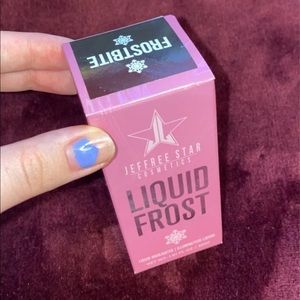 FROSTBITE
JEFFREE STAR
COSMETICS
LIQUID
FROST